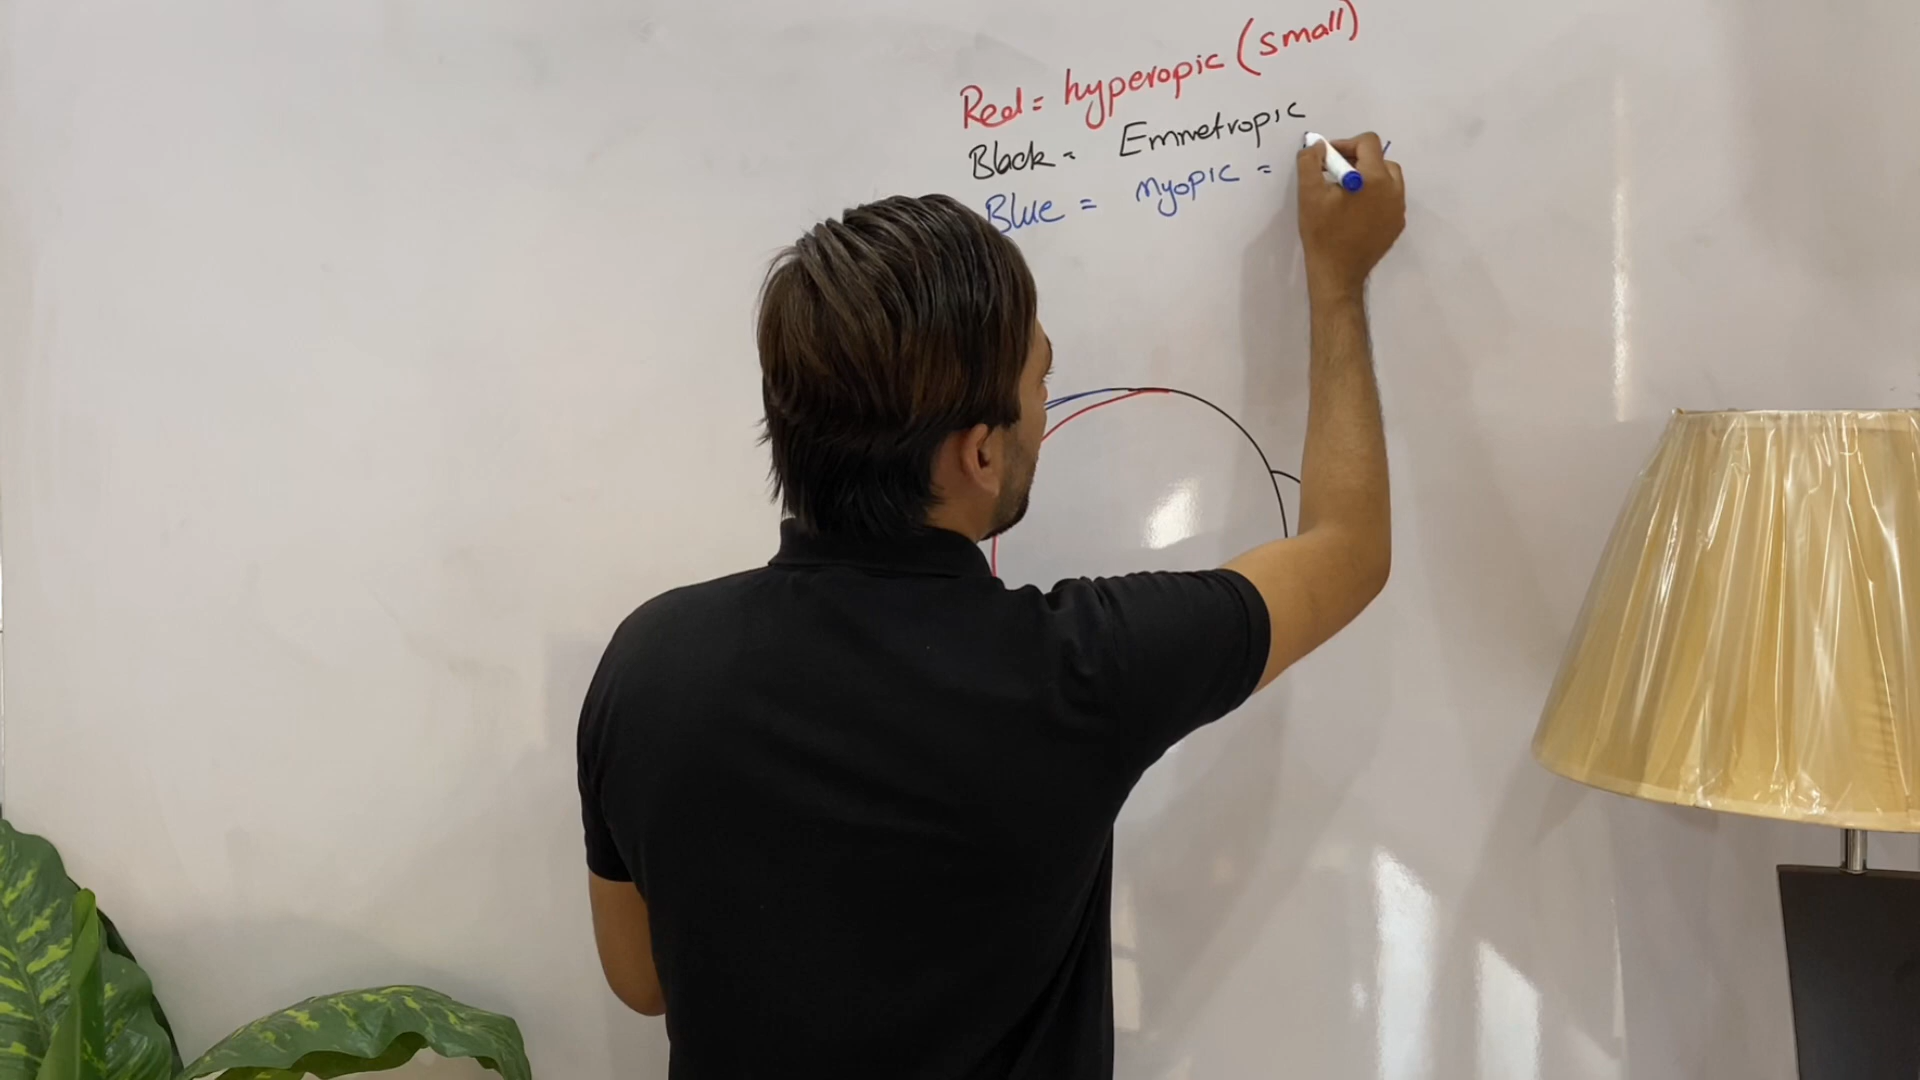 Red = hyperopic (small)
Black = Emmetropic
Blue = Myopic =